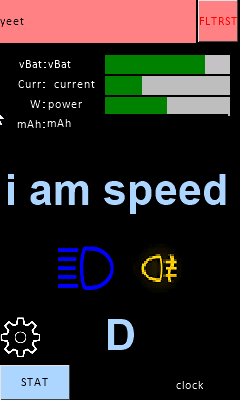 yeet FLTRST
vBat:vBat
Curr: current
W:power
mAh:mAh
i am speed
D
STAT clock